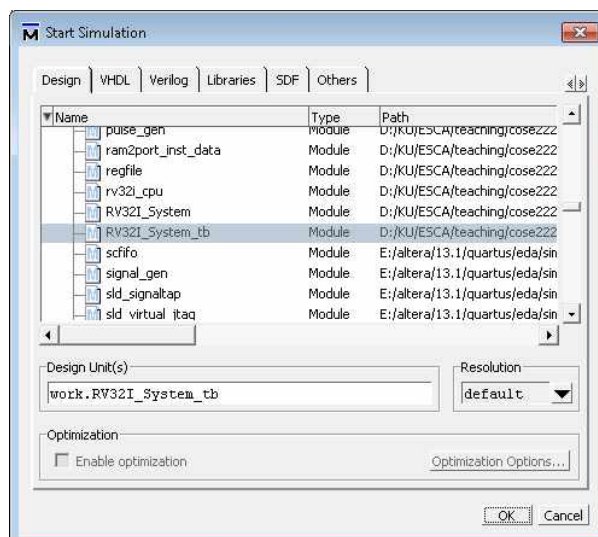 Start Simulation
Design VHDL Verilog Libraries SDF Others
Name Type Path
pulse_gen Module D:/KU/ESCA/teaching/cose222
ram2port_inst_data Module D:/KU/ESCA/teaching/cose222
regfile Module D:/KU/ESCA/teaching/cose222
rv32i_cpu Module D:/KU/ESCA/teaching/cose222
RV32I_System Module D:/KU/ESCA/teaching/cose222
RV32I_System_tb Module D:/KU/ESCA/teaching/cose222
scfifo Module E:/altera/13.1/quartus/eda/sim
signal_gen Module E:/altera/13.1/quartus/eda/sin
sld_signaltap Module E:/altera/13.1/quartus/eda/sin
sld_virtual_jtag Module E:/altera/13.1/quartus/eda/sin
Design Unit(s) Resolution
work.RV32I_System_tb default
Optimization
Enable optimization Optimization Options...
OK Cancel